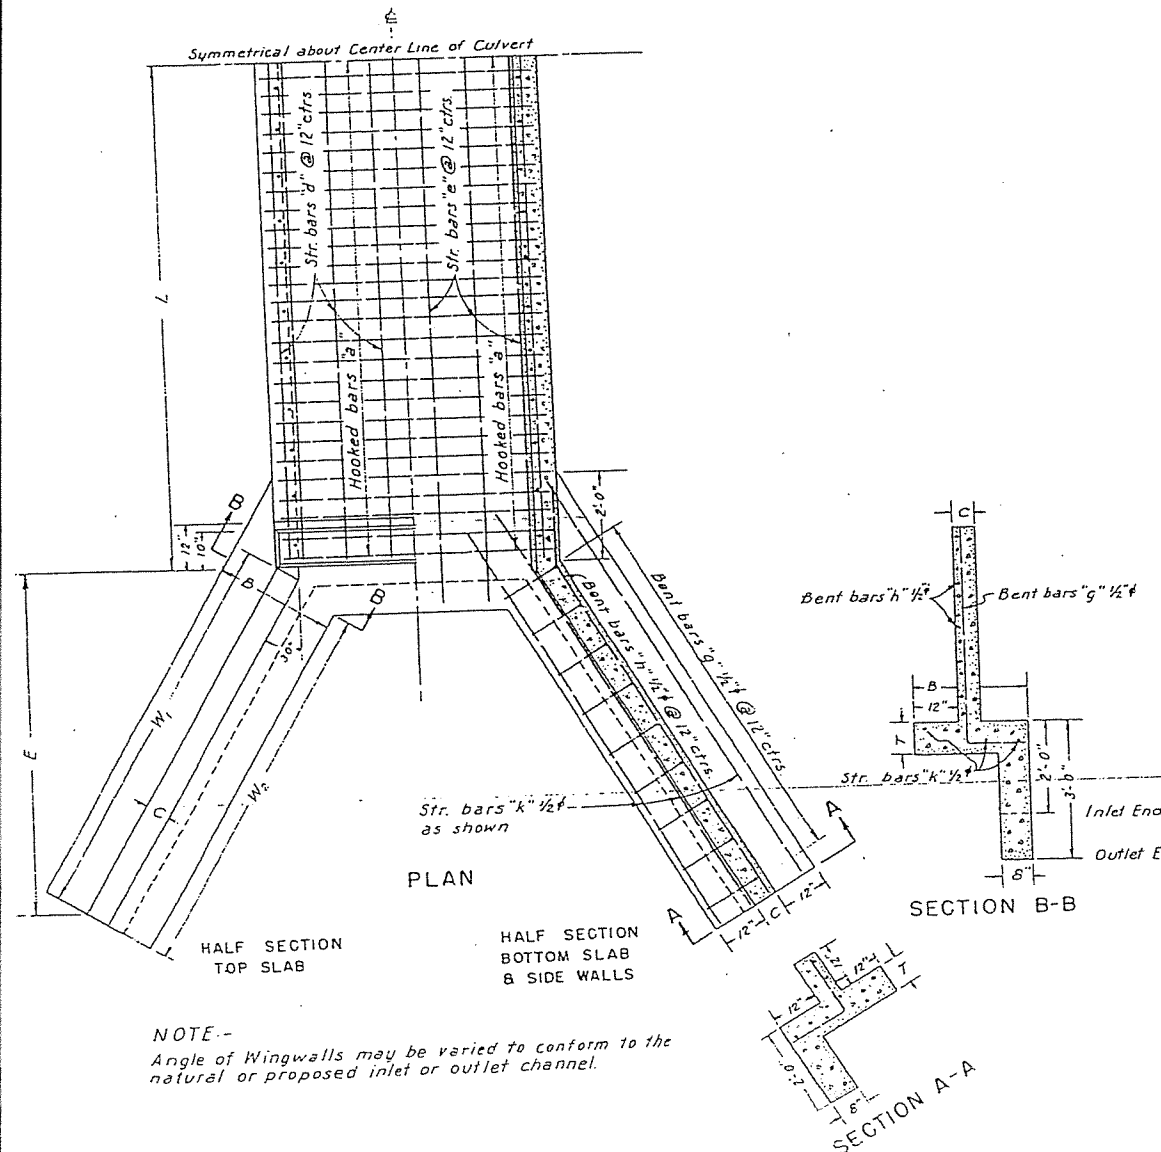 ℄
Symmetrical about Center Line of Culvert
L
Str. bars "d" @ 12" ctrs.
Str. bars "e" @ 12" ctrs.
Hooked bars "a"
Hooked bars "a"
2'-0"
12"
10"
B
B
B
30°
E
W₁
W₂
C
Bent bars "h" ½"ϕ @ 12" ctrs.
Bent bars "g" ½"ϕ @ 12" ctrs.
Str. bars "k" ½"ϕ
as shown
A
A
12"
C
12"
PLAN
HALF SECTION
TOP SLAB
HALF SECTION
BOTTOM SLAB
& SIDE WALLS
C
Bent bars "h" ½"ϕ
Bent bars "g" ½"ϕ
B
12"
T
Str. bars "k" ½"ϕ
2'-0"
3'-0"
Inlet End
Outlet E
8"
SECTION B-B
12"
12"
12"
T
2'-0"
8"
SECTION A-A
NOTE:-
Angle of Wingwalls may be varied to conform to the
natural or proposed inlet or outlet channel.